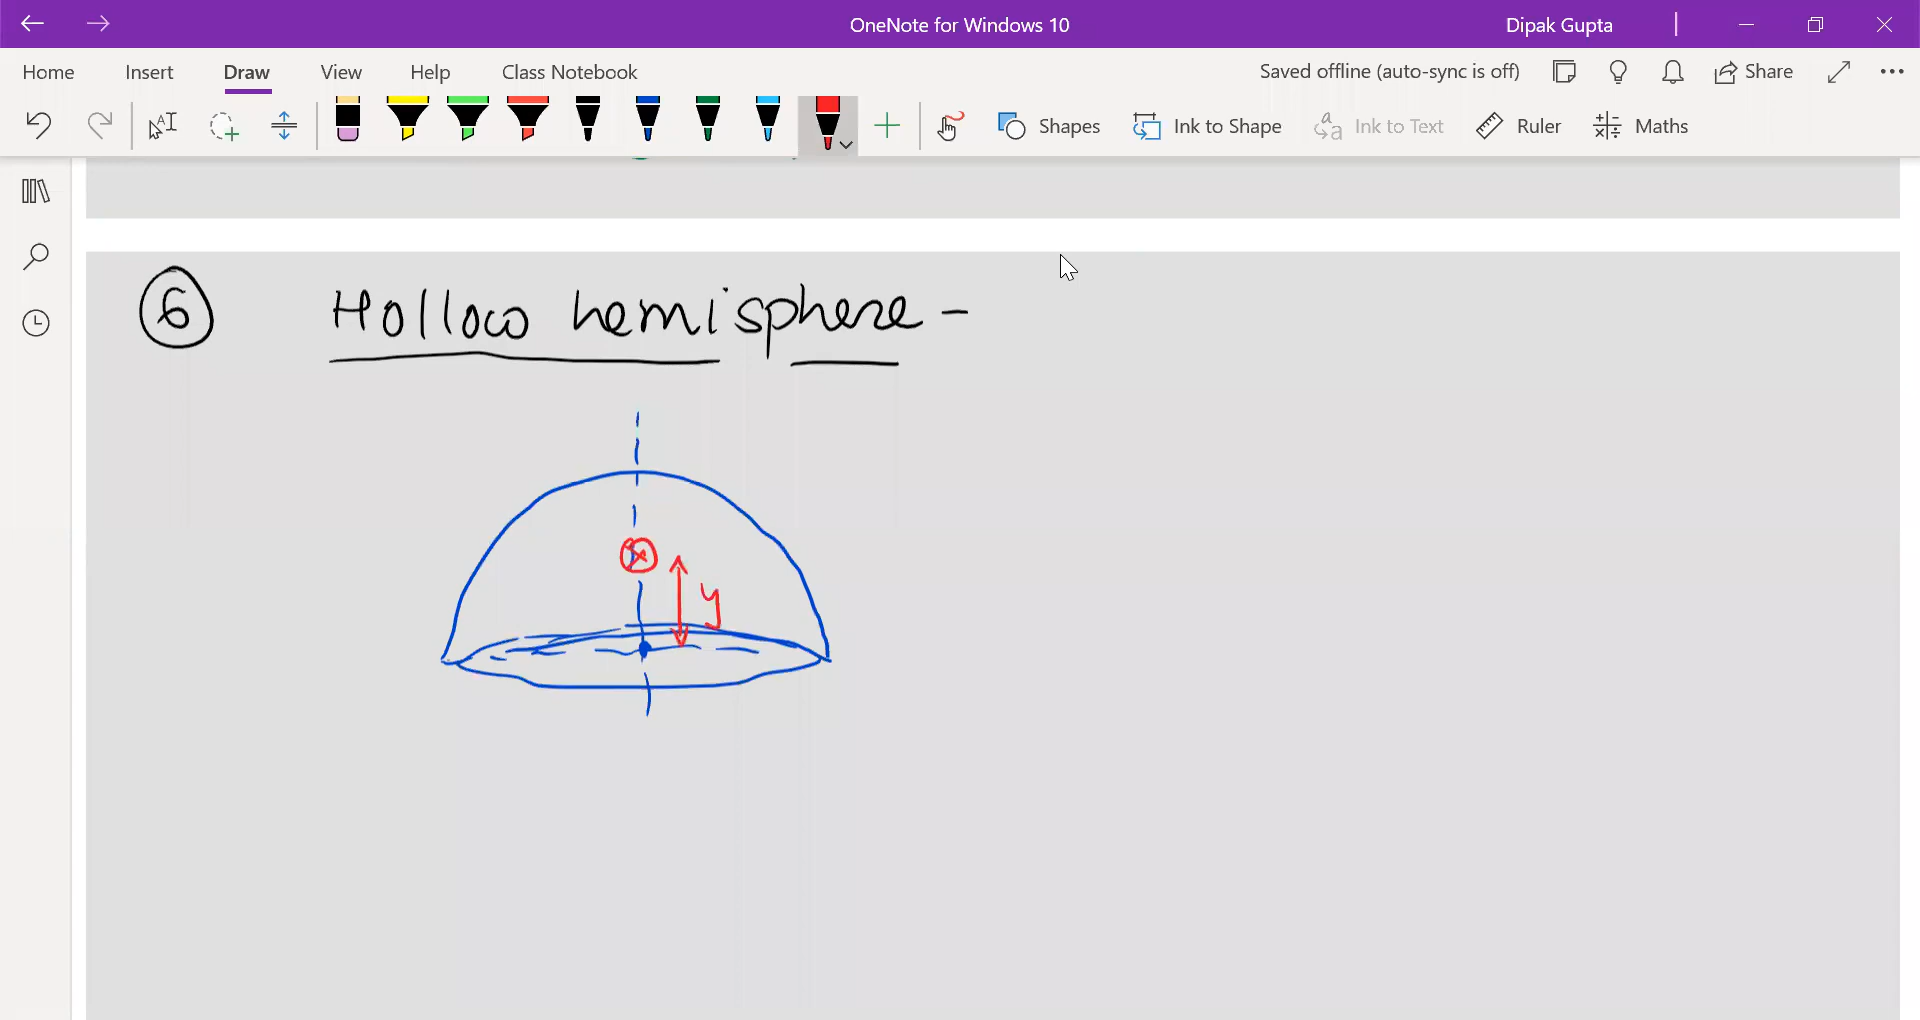 OneNote for Windows 10
Dipak Gupta
Home Insert Draw View Help Class Notebook
Saved offline (auto-sync is off) Share
Shapes Ink to Shape Ink to Text Ruler Maths
6 Hollow hemisphere -
y